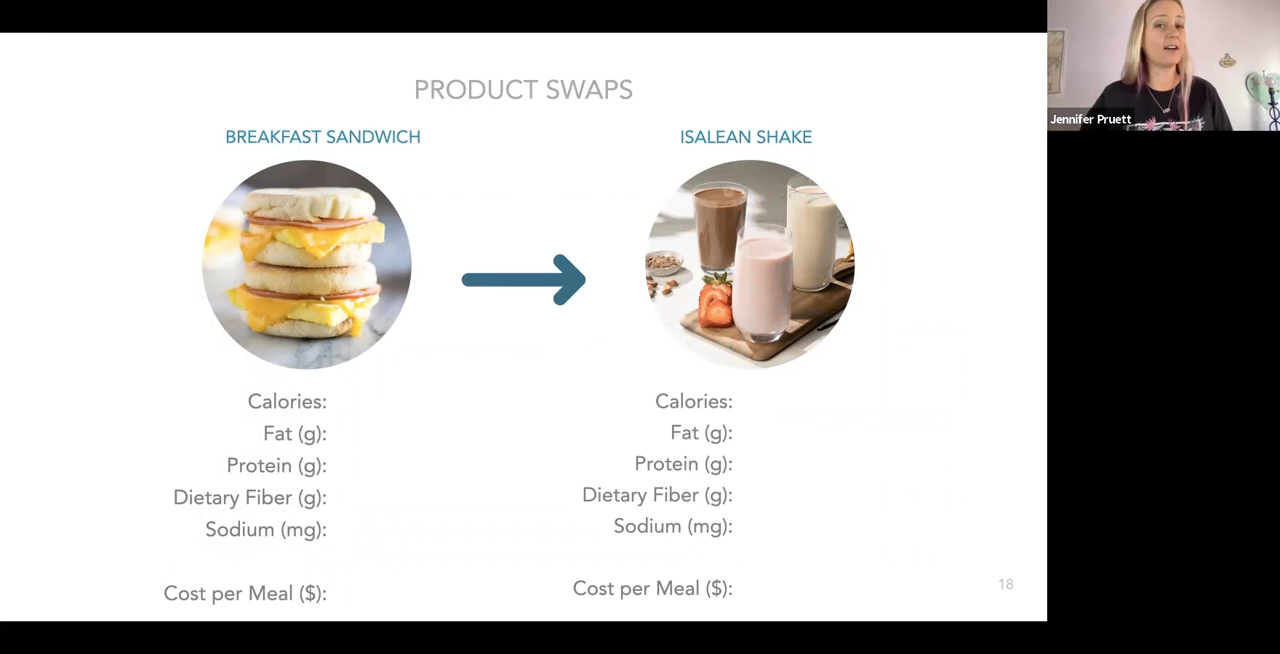 PRODUCT SWAPS
BREAKFAST SANDWICH
ISALEAN SHAKE
Calories:
Fat (g):
Protein (g):
Dietary Fiber (g):
Sodium (mg):
Cost per Meal ($):
Calories:
Fat (g):
Protein (g):
Dietary Fiber (g):
Sodium (mg):
Cost per Meal ($):
18
Jennifer Pruett